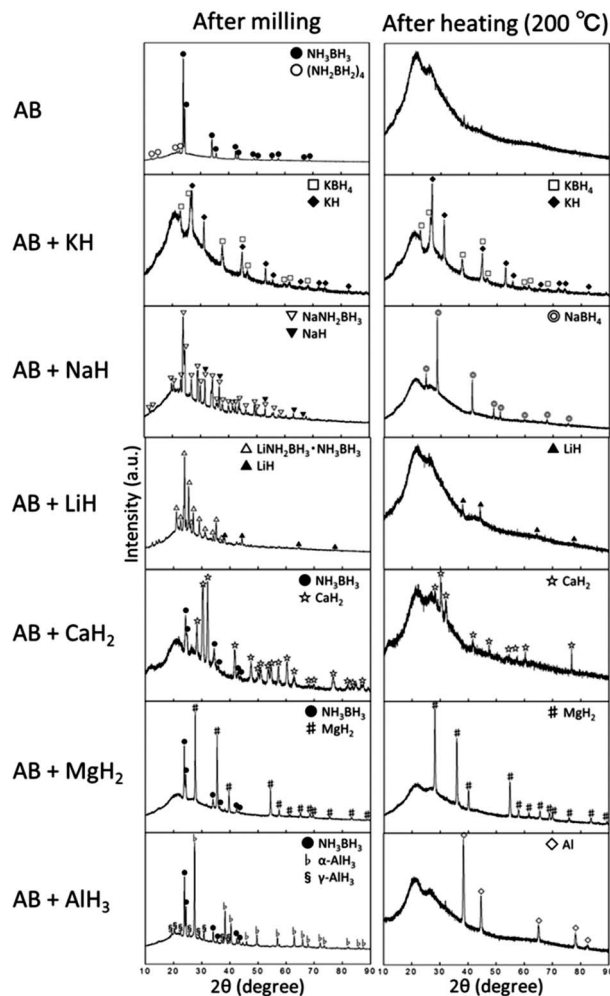 After milling
After heating (200 ℃)
AB
● NH₃BH₃
○ (NH₂BH₂)₄
AB + KH
□ KBH₄
◆ KH
□ KBH₄
◆ KH
AB + NaH
▽ NaNH₂BH₃
▼ NaH
◎ NaBH₄
AB + LiH
△ LiNH₂BH₃・NH₃BH₃
▲ LiH
▲ LiH
AB + CaH₂
● NH₃BH₃
☆ CaH₂
☆ CaH₂
AB + MgH₂
● NH₃BH₃
# MgH₂
# MgH₂
AB + AlH₃
● NH₃BH₃
♭ α-AlH₃
§ γ-AlH₃
◇ Al
Intensity (a.u.)
10 20 30 40 50 60 70 80 90
10 20 30 40 50 60 70 80 90
2θ (degree)
2θ (degree)